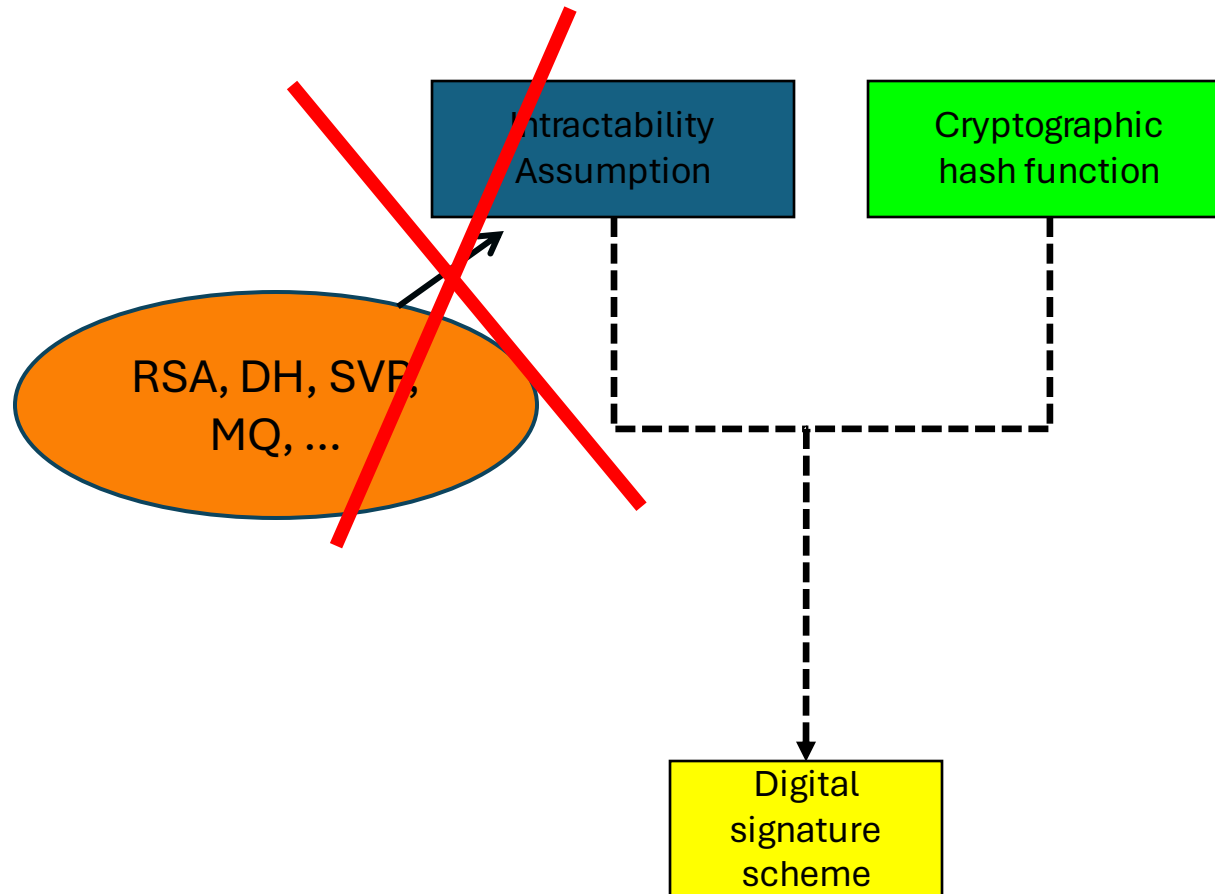 Intractability
Assumption
Cryptographic
hash function
RSA, DH, SVP,
MQ, ...
Digital
signature
scheme